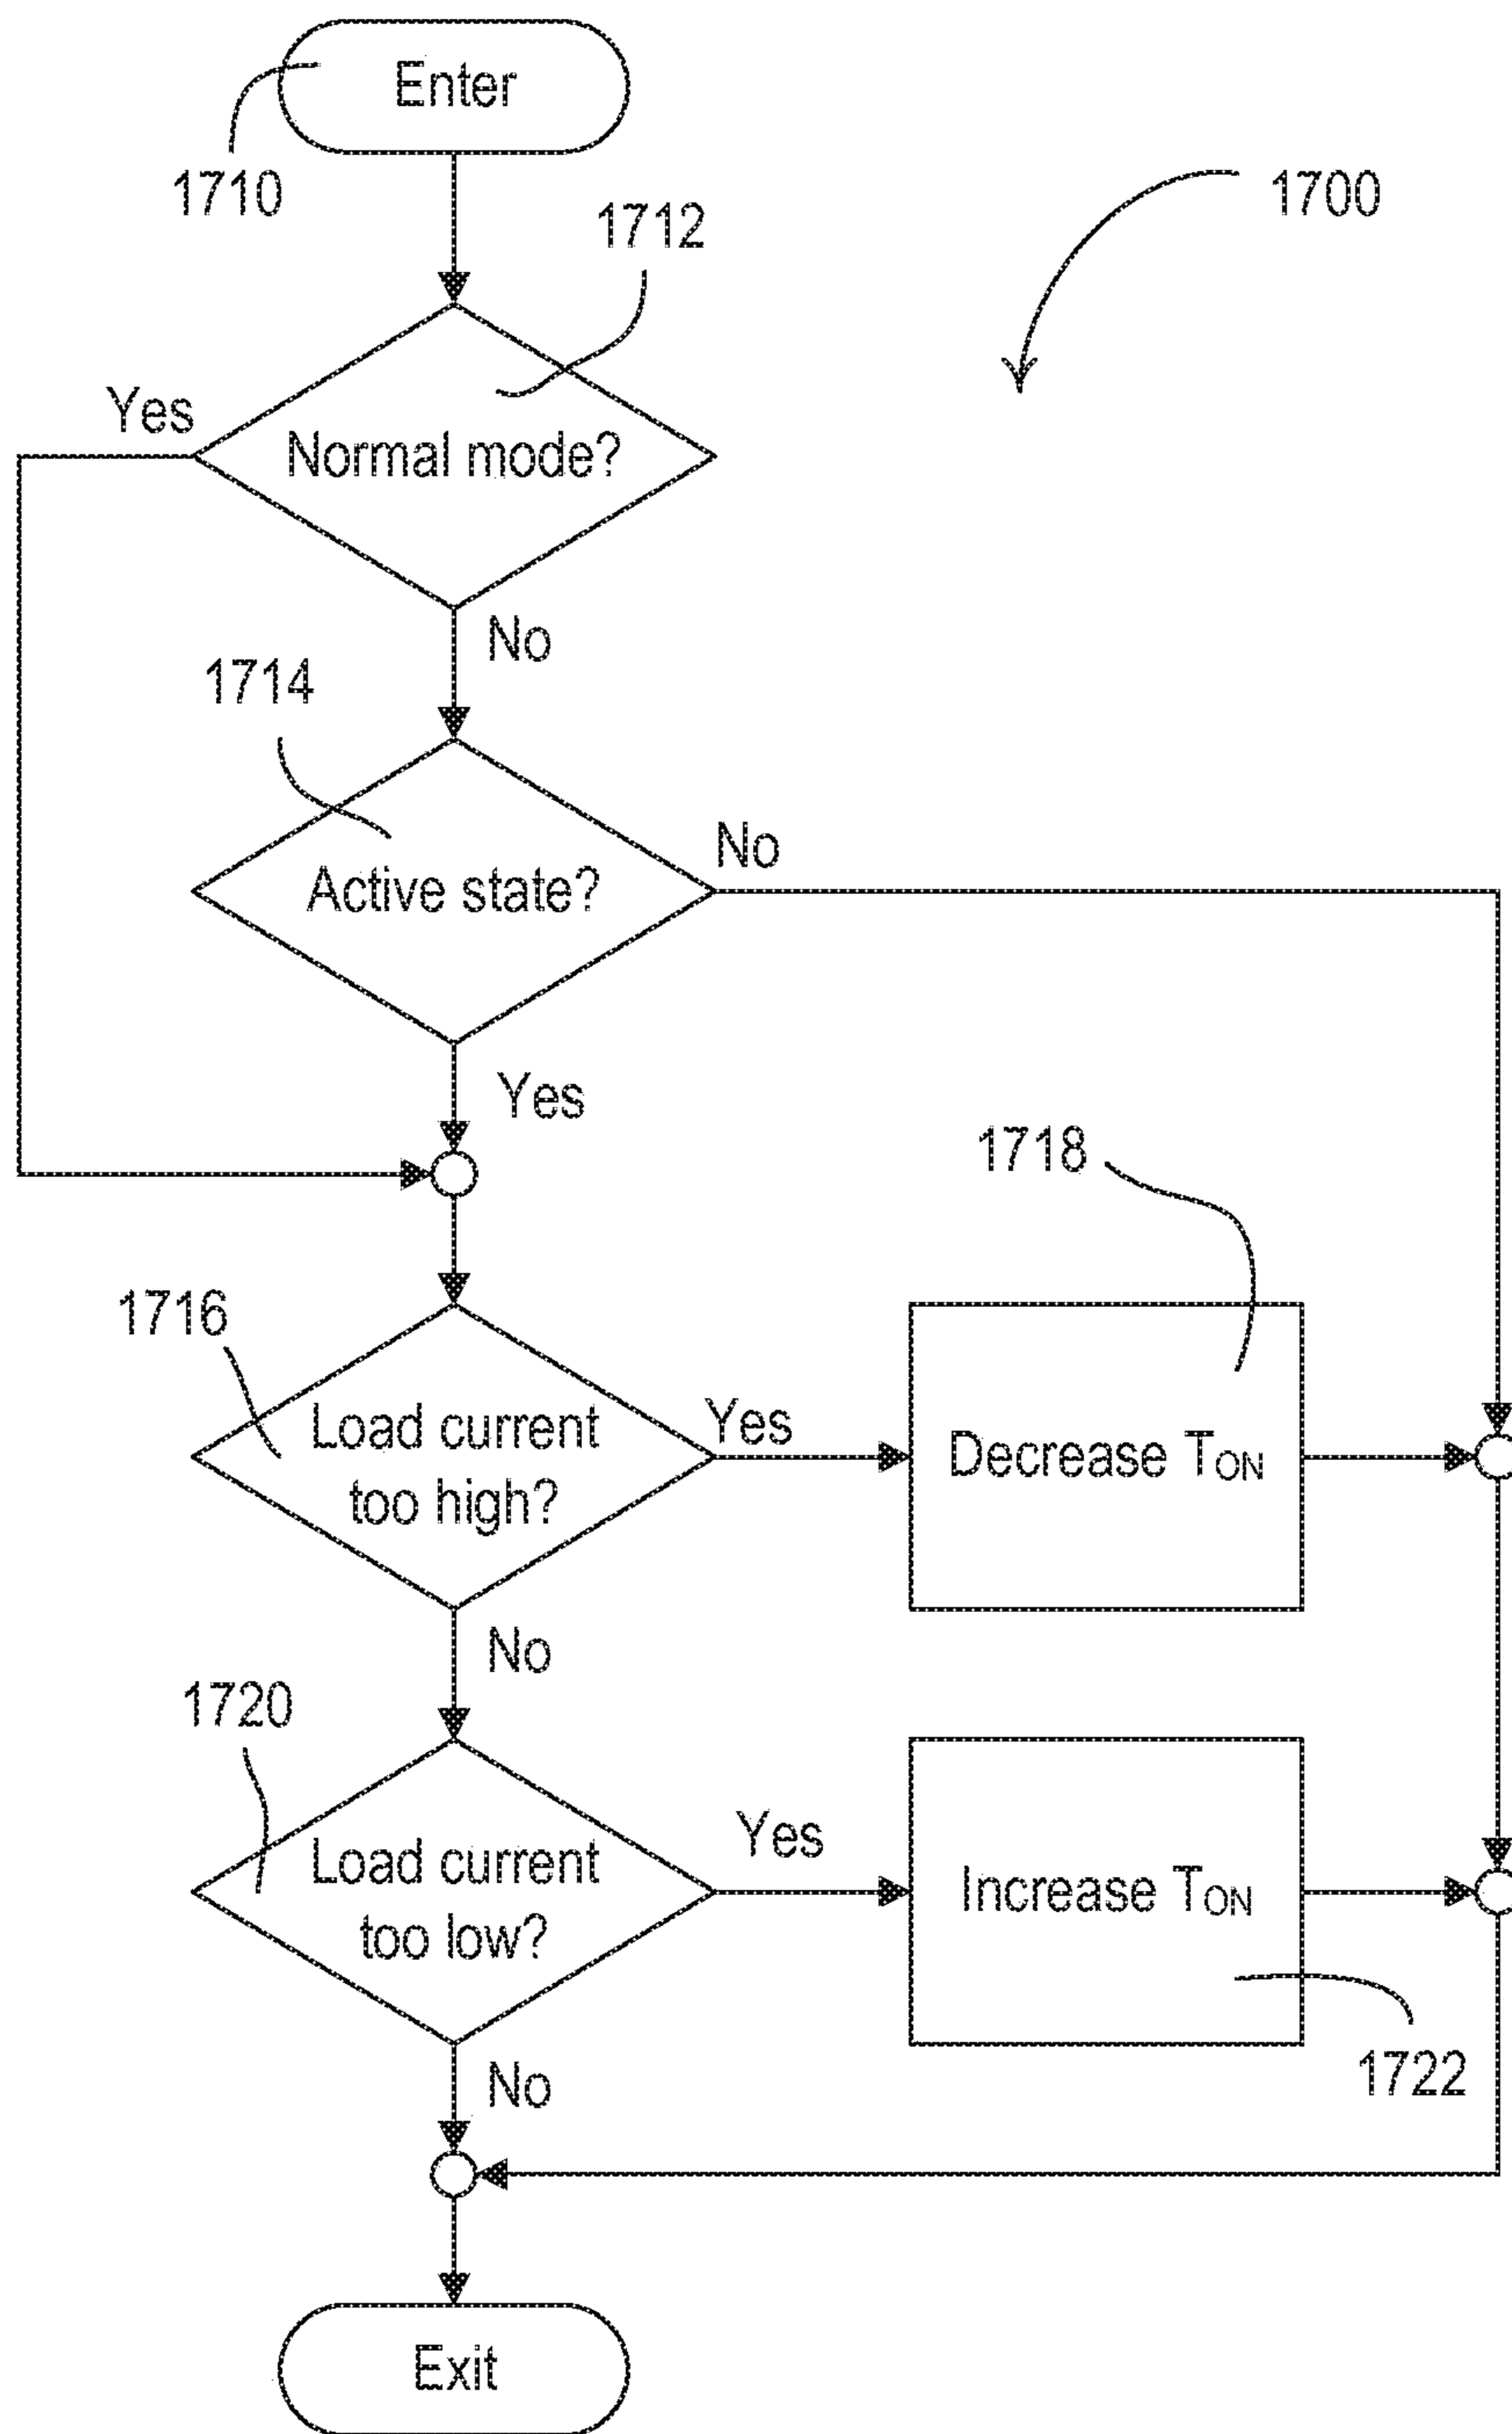 Enter
1710
1700
1712
Yes
Normal mode?
No
1714
No
Active state?
Yes
1718
1716
Load current
too high?
Yes
Decrease TON
No
1720
Load current
too low?
Yes
Increase TON
1722
No
Exit